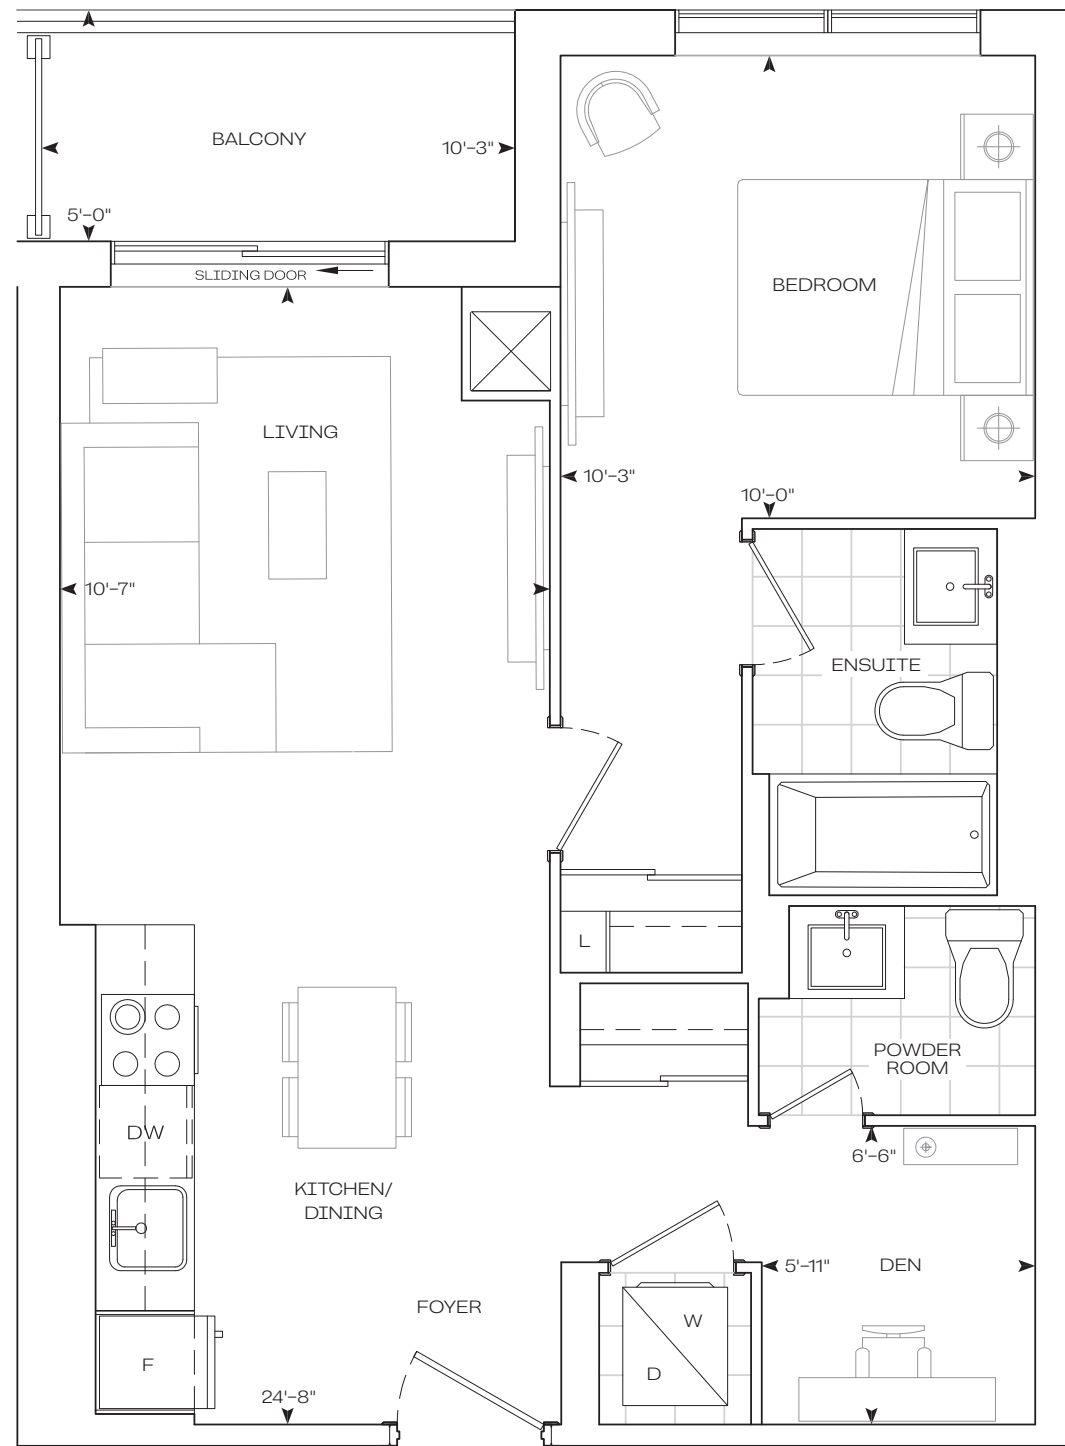 BALCONY
10'-3"
5'-0"
SLIDING DOOR
BEDROOM
LIVING
10'-3"
10'-0"
10'-7"
ENSUITE
L
POWDER
ROOM
DW
6'-6"
KITCHEN/
DINING
5'-11"
DEN
FOYER
W
F
D
24'-8"